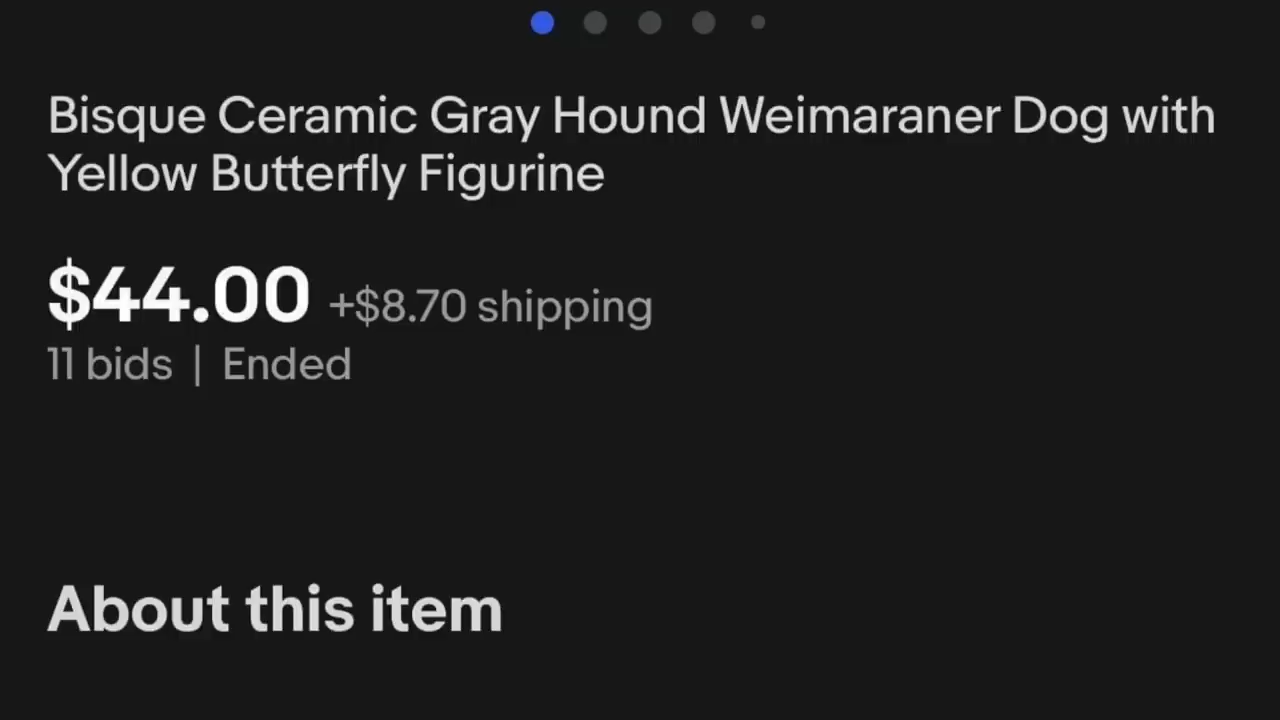 Bisque Ceramic Gray Hound Weimaraner Dog with
Yellow Butterfly Figurine
$44.00 +$8.70 shipping
11 bids | Ended
About this item